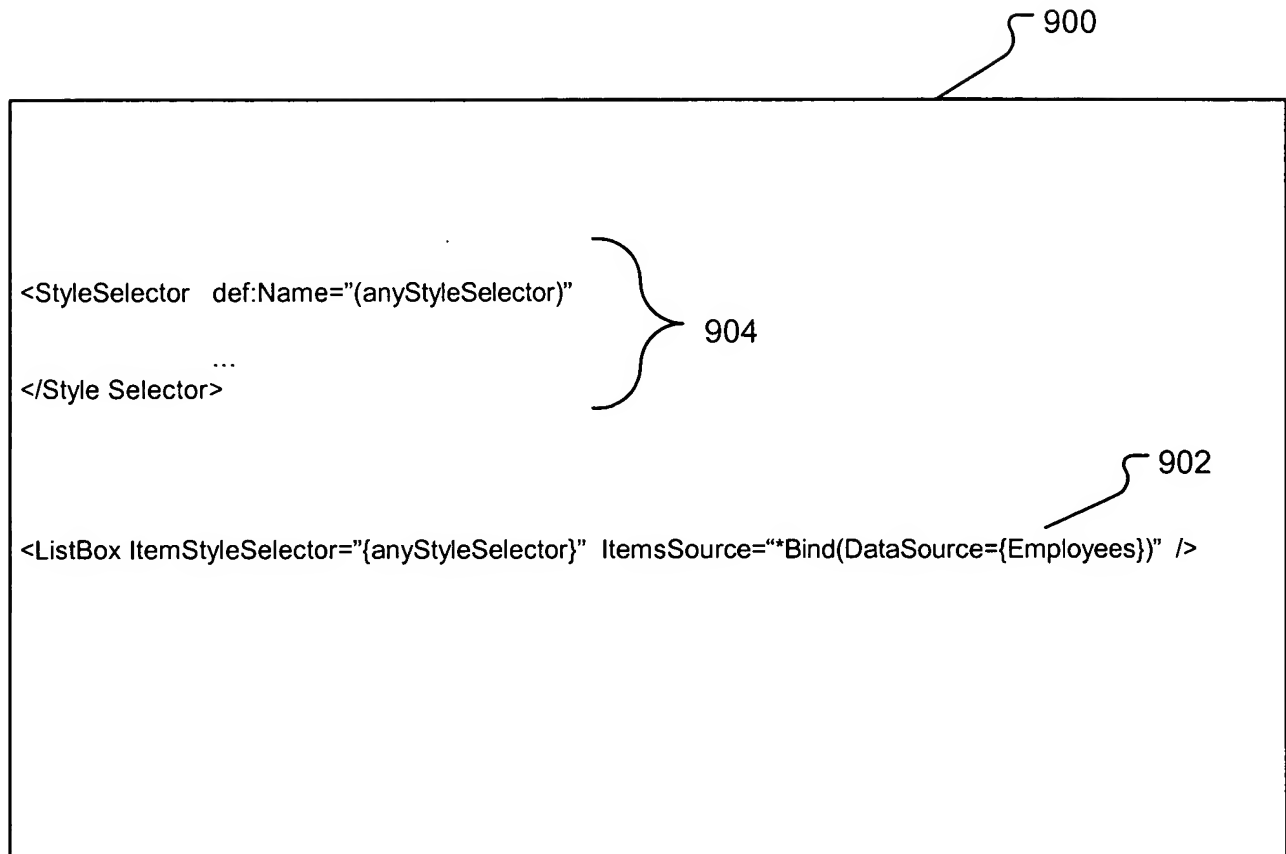 900
<StyleSelector def:Name="(anyStyleSelector)"
904
...
</Style Selector>
902
<ListBox ItemStyleSelector="{anyStyleSelector}" ItemsSource="*Bind(DataSource={Employees})" />